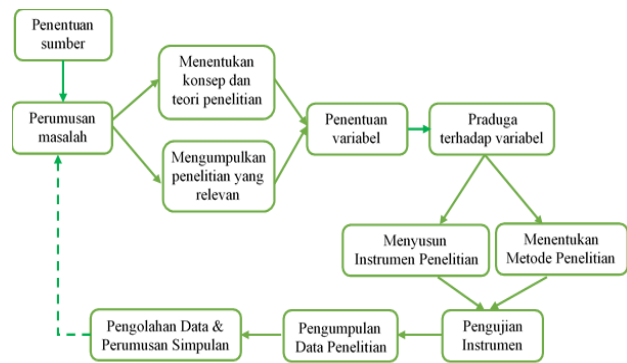 Penentuan
sumber
Perumusan
masalah
Menentukan
konsep dan
teori penelitian
Mengumpulkan
penelitian yang
relevan
Penentuan
variabel
Praduga
terhadap variabel
Menyusun
Instrumen Penelitian
Menentukan
Metode Penelitian
Pengujian
Instrumen
Pengumpulan
Data Penelitian
Pengolahan Data &
Perumusan Simpulan